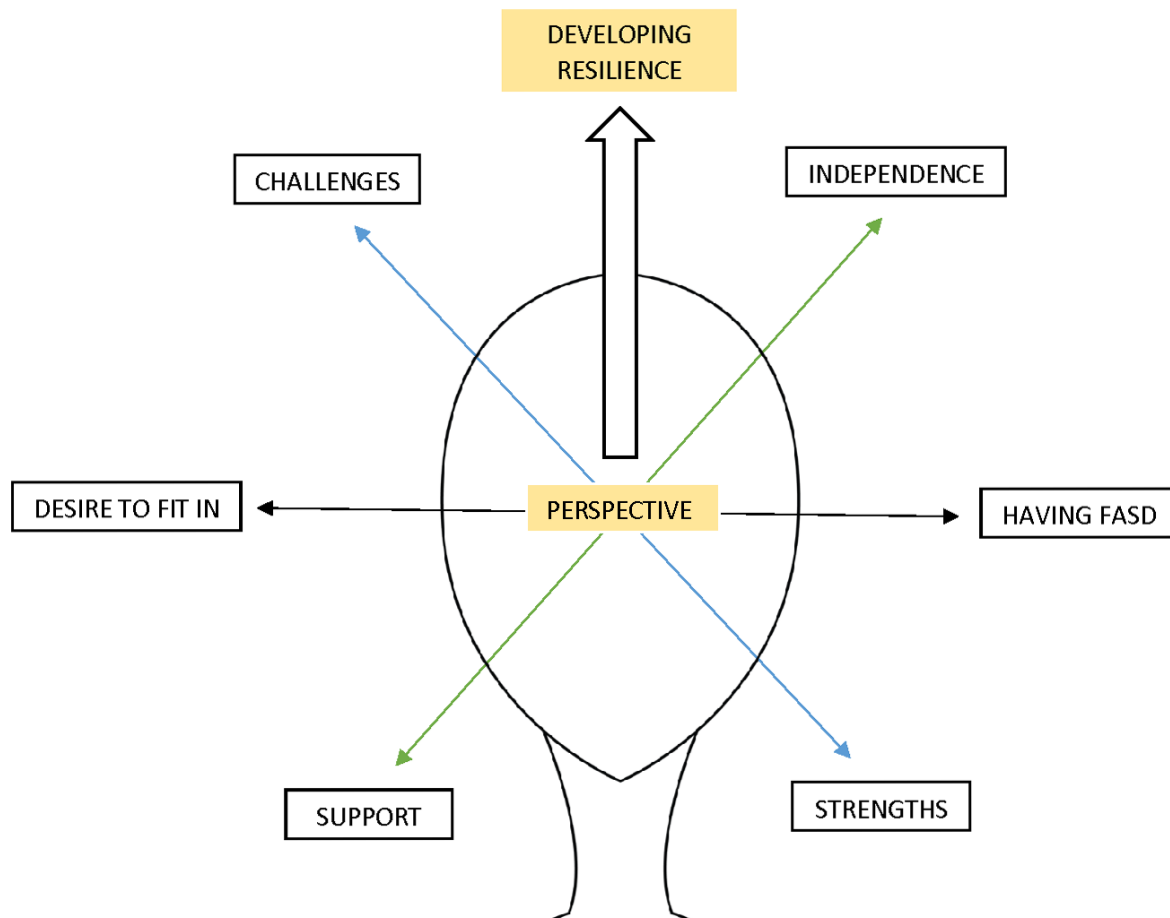 DEVELOPING
RESILIENCE
CHALLENGES
INDEPENDENCE
DESIRE TO FIT IN
PERSPECTIVE
HAVING FASD
SUPPORT
STRENGTHS